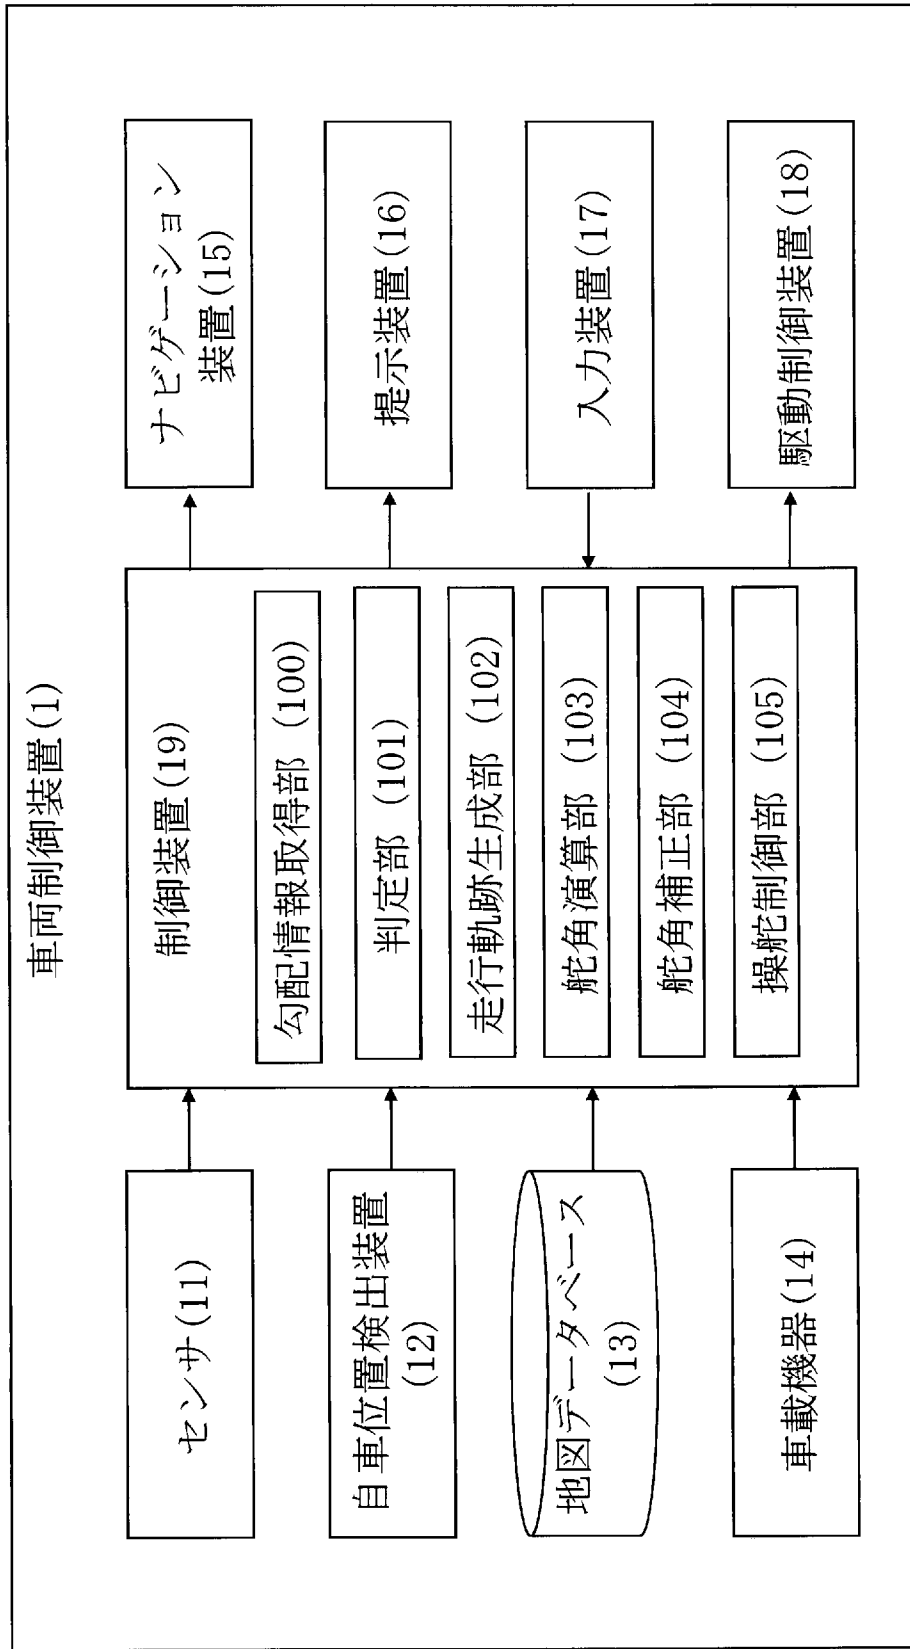 車両制御装置(1)
センサ(11)
自車位置検出装置
(12)
地図データベース
(13)
車載機器(14)
制御装置(19)
勾配情報取得部 (100)
判定部 (101)
走行軌跡生成部 (102)
舵角演算部 (103)
舵角補正部 (104)
操舵制御部 (105)
ナビゲーション
装置(15)
提示装置(16)
入力装置(17)
駆動制御装置(18)